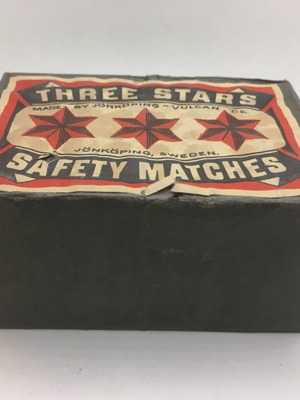 THREE STARS
MADE BY JÖNKÖPING-VULCAN CO.
JÖNKÖPING, SWEDEN.
SAFETY MATCHES